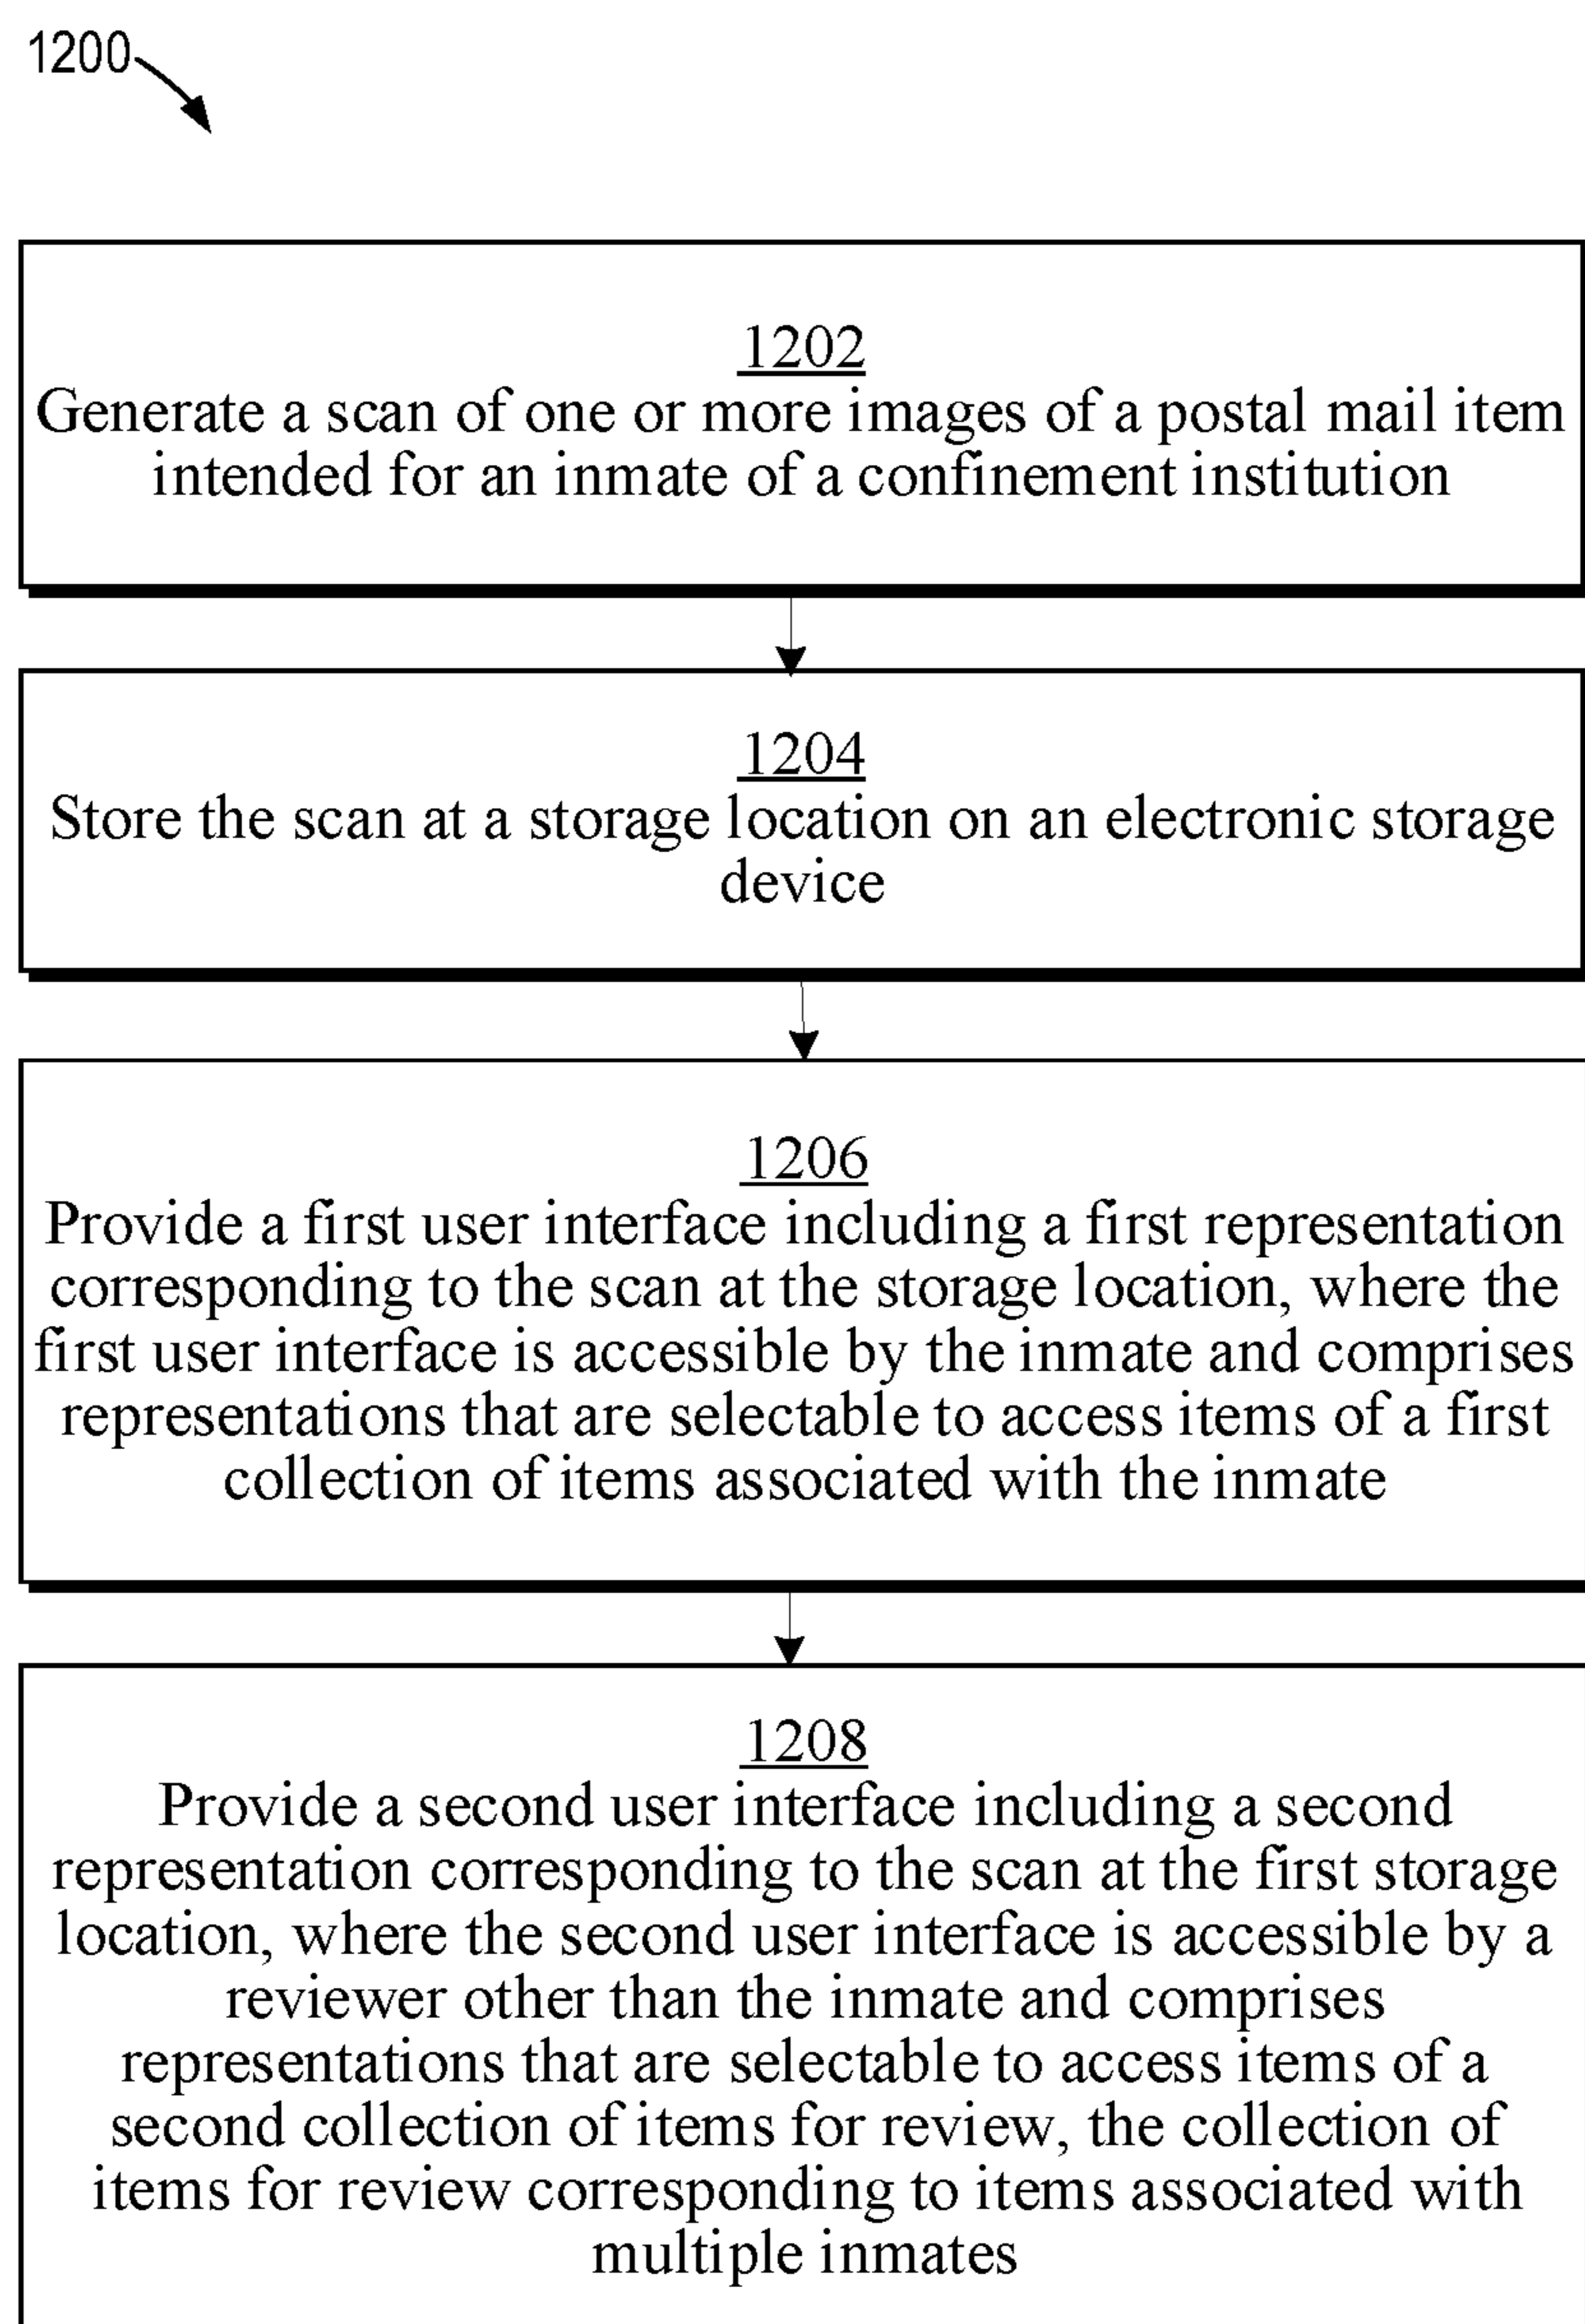 1200
1202
Generate a scan of one or more images of a postal mail item
intended for an inmate of a confinement institution
1204
Store the scan at a storage location on an electronic storage
device
1206
Provide a first user interface including a first representation
corresponding to the scan at the storage location, where the
first user interface is accessible by the inmate and comprises
representations that are selectable to access items of a first
collection of items associated with the inmate
1208
Provide a second user interface including a second
representation corresponding to the scan at the first storage
location, where the second user interface is accessible by a
reviewer other than the inmate and comprises
representations that are selectable to access items of a
second collection of items for review, the collection of
items for review corresponding to items associated with
multiple inmates